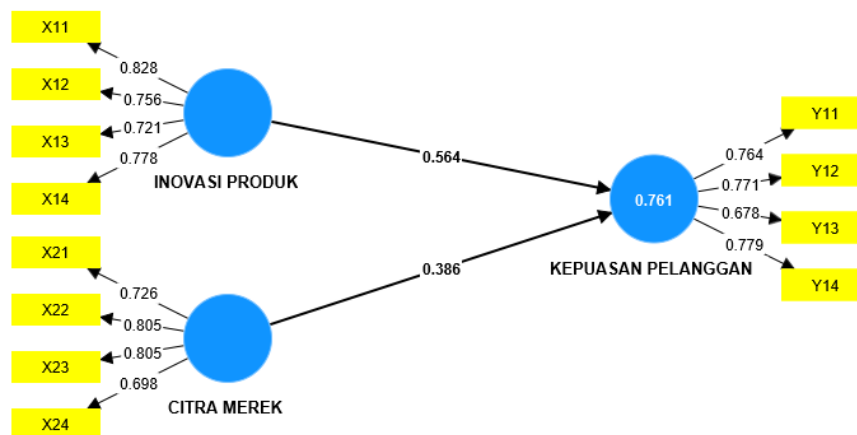 X11
0.828
X12
0.756
X13
0.721
X14
0.778
INOVASI PRODUK
X21
0.726
X22
0.805
X23
0.805
X24
0.698
CITRA MEREK
0.564
0.386
0.761
KEPUASAN PELANGGAN
Y11
0.764
Y12
0.771
Y13
0.678
Y14
0.779